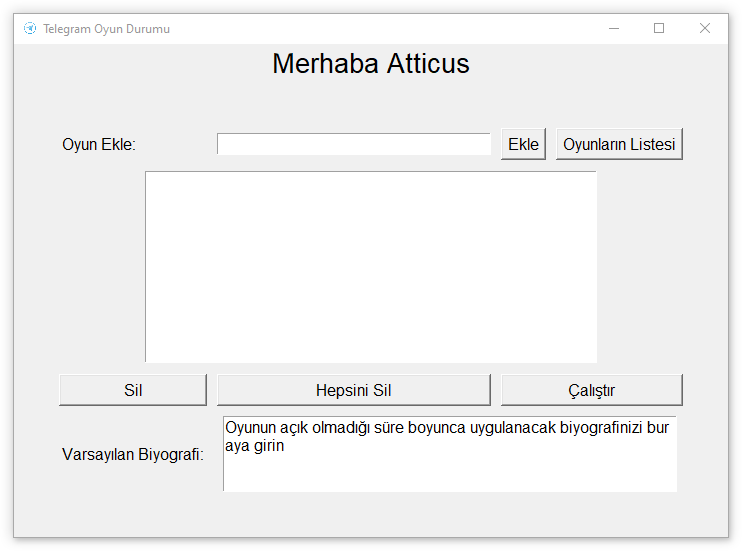 Telegram Oyun Durumu
Merhaba Atticus
Oyun Ekle:
Ekle
Oyunların Listesi
Sil
Hepsini Sil
Çalıştır
Varsayılan Biyografi:
Oyunun açık olmadığı süre boyunca uygulanacak biyografinizi bur
aya girin